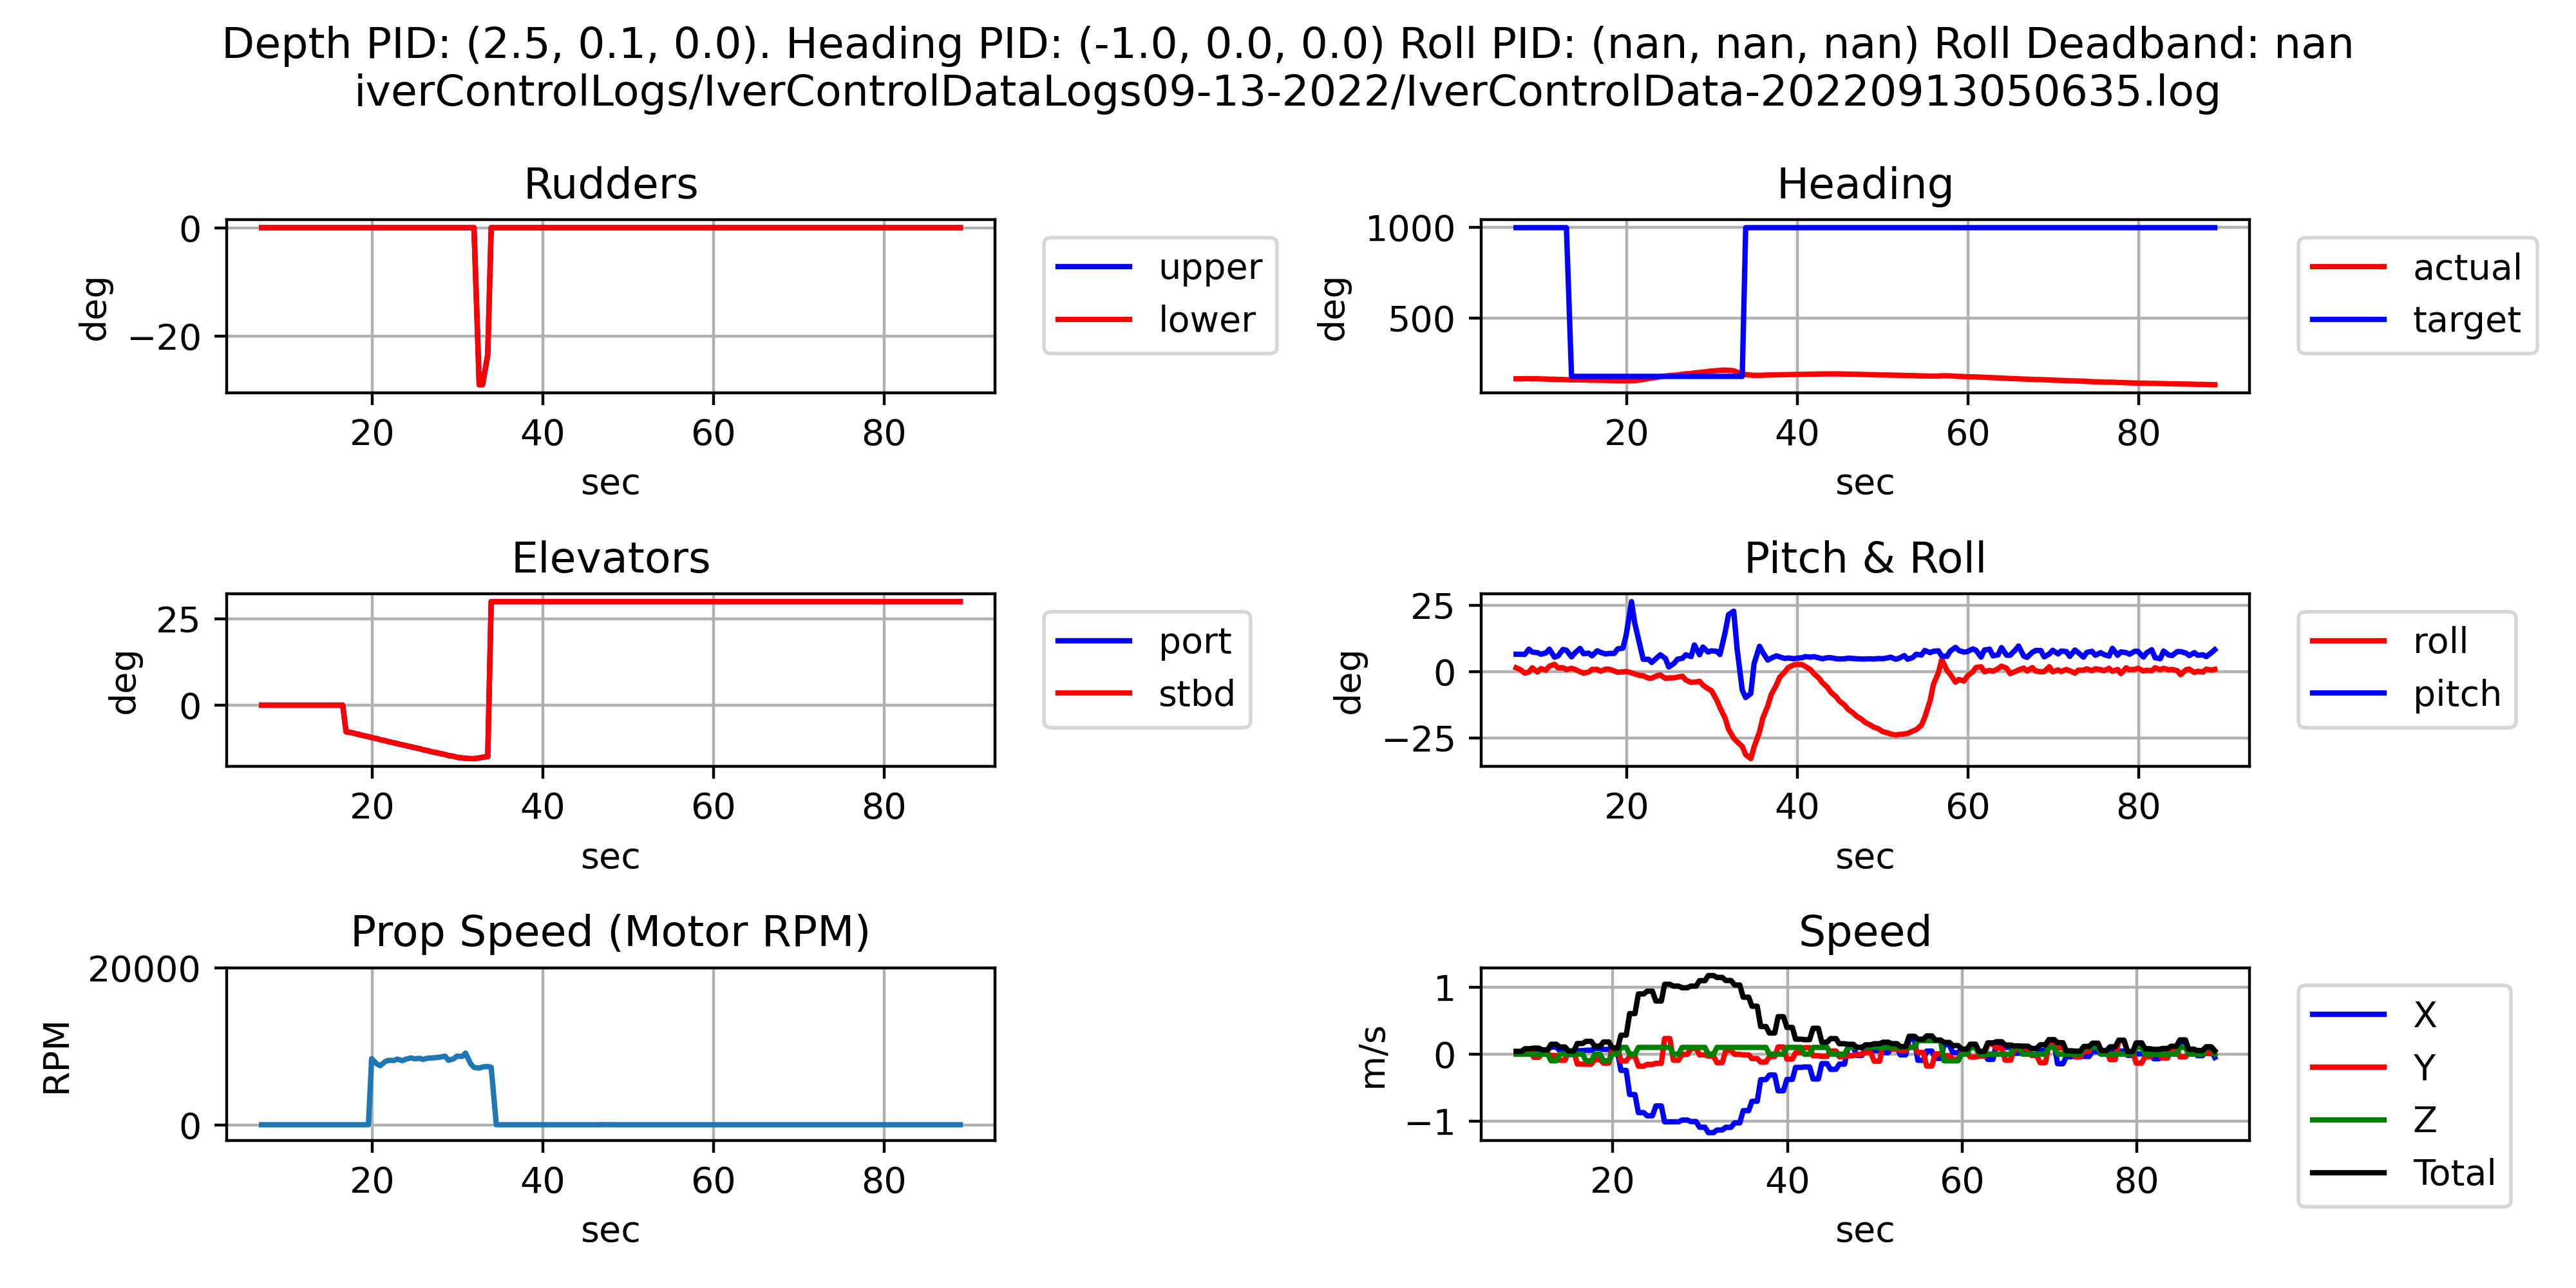 Depth PID: (2.5, 0.1, 0.0). Heading PID: (-1.0, 0.0, 0.0) Roll PID: (nan, nan, nan) Roll Deadband: nan
iverControlLogs/IverControlDataLogs09-13-2022/IverControlData-20220913050635.log
Rudders
0
−20
deg
20 40 60 80
sec
upper
lower
Heading
1000
500
deg
20 40 60 80
sec
actual
target
Elevators
25
0
deg
20 40 60 80
sec
port
stbd
Pitch & Roll
25
0
−25
deg
20 40 60 80
sec
roll
pitch
Prop Speed (Motor RPM)
20000
0
RPM
20 40 60 80
sec
Speed
1
0
−1
m/s
20 40 60 80
sec
X
Y
Z
Total